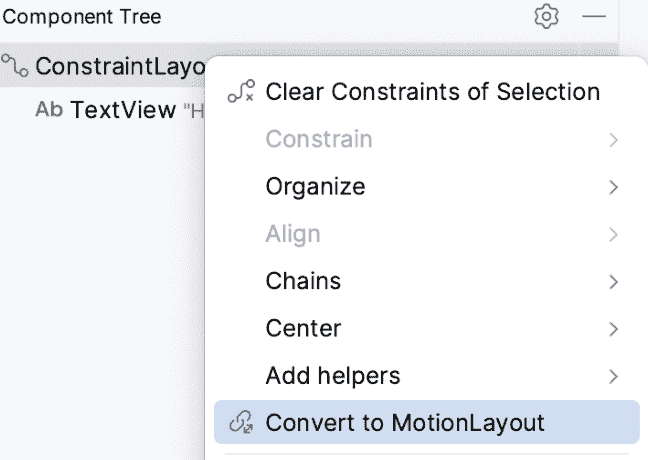 Component Tree
ConstraintLayo
Clear Constraints of Selection
Ab TextView "H
Constrain
Organize
Align
Chains
Center
Add helpers
Convert to MotionLayout